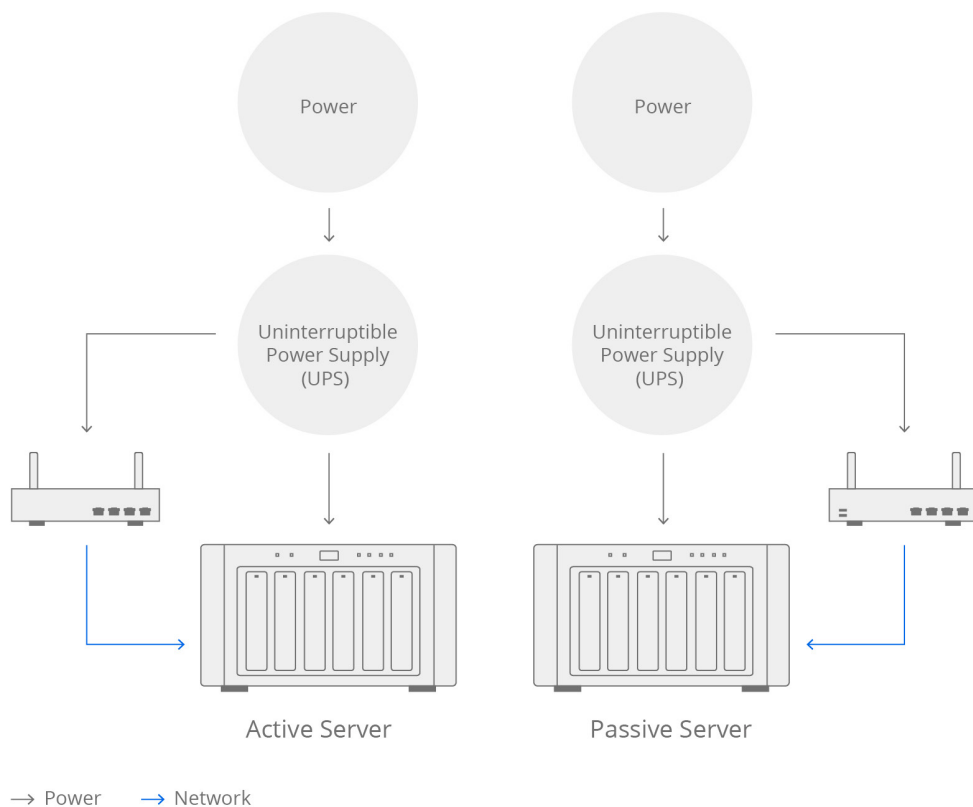 Power
Power
Uninterruptible
Power Supply
(UPS)
Uninterruptible
Power Supply
(UPS)
Active Server
Passive Server
Power
Network